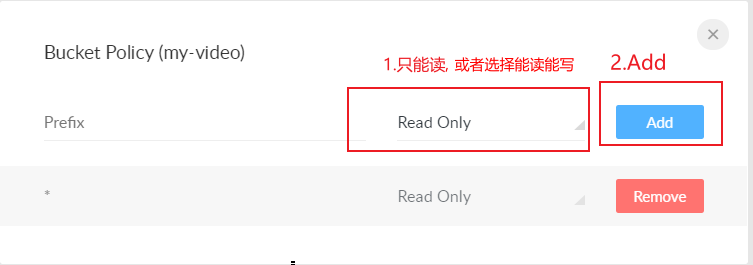 Bucket Policy (my-video)
×
1.只能读, 或者选择能读能写
2.Add
Prefix
Read Only
Add
*
Read Only
Remove